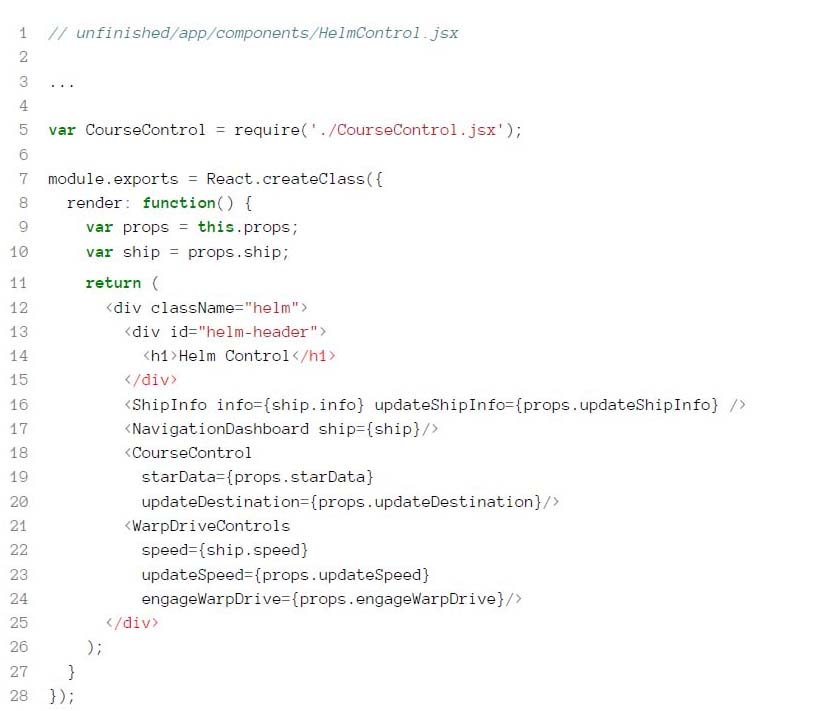 1 // unfinished/app/components/HelmControl.jsx
2
3 ...
4
5 var CourseControl = require('./CourseControl.jsx');
6
7 module.exports = React.createClass({
8   render: function() {
9     var props = this.props;
10     var ship = props.ship;
11     return (
12       <div className="helm">
13         <div id="helm-header">
14           <h1>Helm Control</h1>
15         </div>
16         <ShipInfo info={ship.info} updateShipInfo={props.updateShipInfo} />
17         <NavigationDashboard ship={ship}/>
18         <CourseControl
19           starData={props.starData}
20           updateDestination={props.updateDestination}/>
21         <WarpDriveControls
22           speed={ship.speed}
23           updateSpeed={props.updateSpeed}
24           engageWarpDrive={props.engageWarpDrive}/>
25       </div>
26     );
27   }
28 });